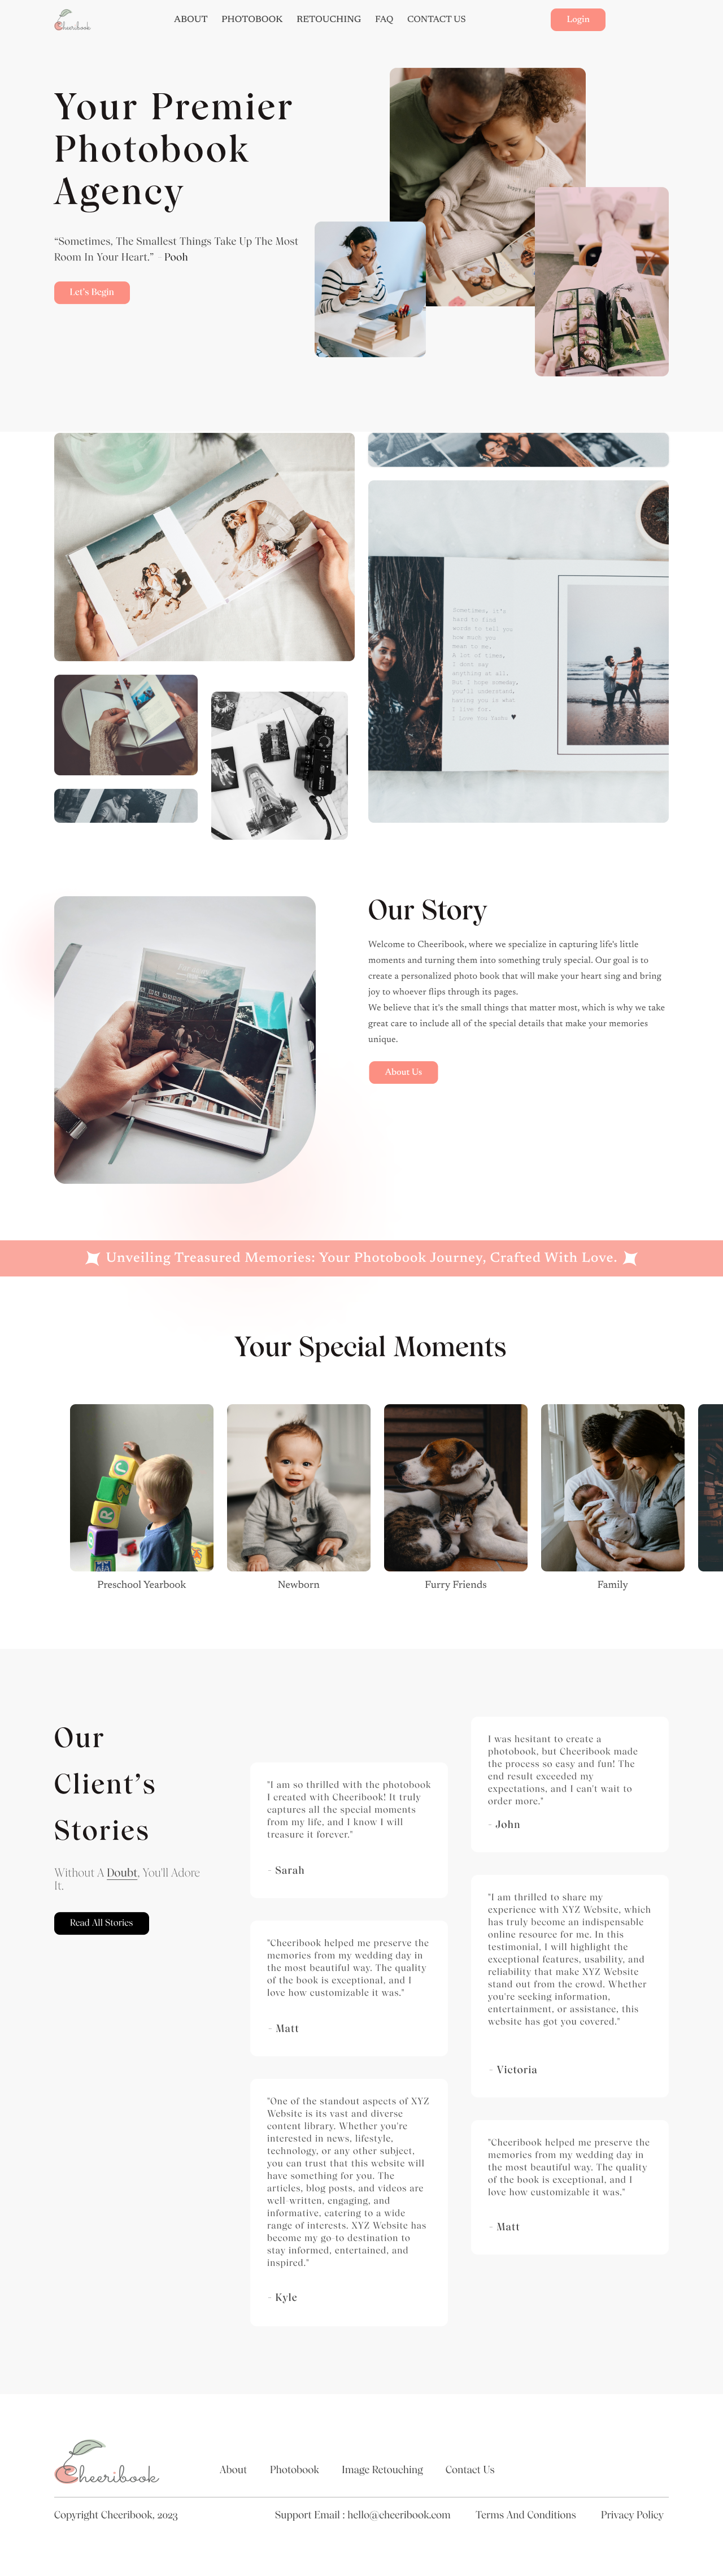 Cheeribook
ABOUT PHOTOBOOK RETOUCHING FAQ CONTACT US Login
Your Premier
Photobook
Agency
“Sometimes, The Smallest Things Take Up The Most
Room In Your Heart.” - Pooh
Let's Begin
Sometimes, it's
hard to find
words to tell you
how much you
mean to me.
A lot of times,
I dont say
anything at all.
But I hope someday,
you'll understand,
having you is what
I live for.
I love you
Our Story
Welcome to Cheeribook, where we specialize in capturing life's little
moments and turning them into something truly special. Our goal is to
create a personalized photo book that will make your heart sing and bring
joy to whoever flips through its pages.
We believe that it's the small things that matter most, which is why we take
great care to include all of the special details that make your memories
unique.
About Us
Unveiling Treasured Memories: Your Photobook Journey, Crafted With Love.
Your Special Moments
Preschool Yearbook
Newborn
Furry Friends
Family
Our
Client’s
Stories
Without A Doubt, You'll Adore
It.
Read All Stories
"I am so thrilled with the photobook
I created with Cheeribook! It truly
captures all the special moments
from my life, and I know I will
treasure it forever."
- Sarah
"Cheeribook helped me preserve the
memories from my wedding day in
the most beautiful way. The quality
of the book is exceptional, and I
love how customizable it was."
- Matt
"One of the standout aspects of XYZ
Website is its vast and diverse
content library. Whether you're
interested in news, lifestyle,
technology, or any other subject,
you can trust that this website will
have something for you. The
articles, blog posts, and videos are
well-written, engaging, and
informative, catering to a wide
range of interests. XYZ Website has
become my go-to destination to
stay informed, entertained, and
inspired."
- Kyle
I was hesitant to create a
photobook, but Cheeribook made
the process so easy and fun! The
end result exceeded my
expectations, and I can't wait to
order more."
- John
"I am thrilled to share my
experience with XYZ Website, which
has truly become an indispensable
online resource for me. In this
testimonial, I will highlight the
exceptional features, usability, and
reliability that make XYZ Website
stand out from the crowd. Whether
you're seeking information,
entertainment, or assistance, this
website has got you covered."
- Victoria
"Cheeribook helped me preserve the
memories from my wedding day in
the most beautiful way. The quality
of the book is exceptional, and I
love how customizable it was."
- Matt
Cheeribook
About Photobook Image Retouching Contact Us
Copyright Cheeribook, 2023 Support Email : hello@cheeribook.com Terms And Conditions Privacy Policy